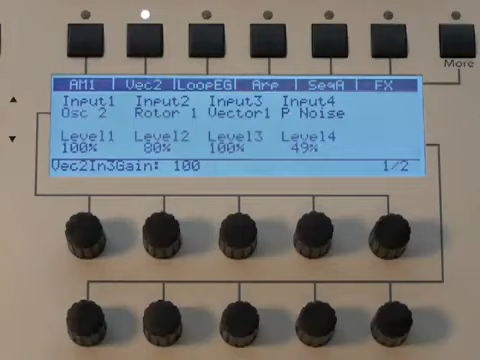 More
AM1 Vec2 LoopEG Arp SeqA FX
Input1 Input2 Input3 Input4
Osc 2 Rotor 1 Vector1 P Noise
Level1 Level2 Level3 Level4
100% 80% 100% 49%
Vec2In3Gain: 100 1/2